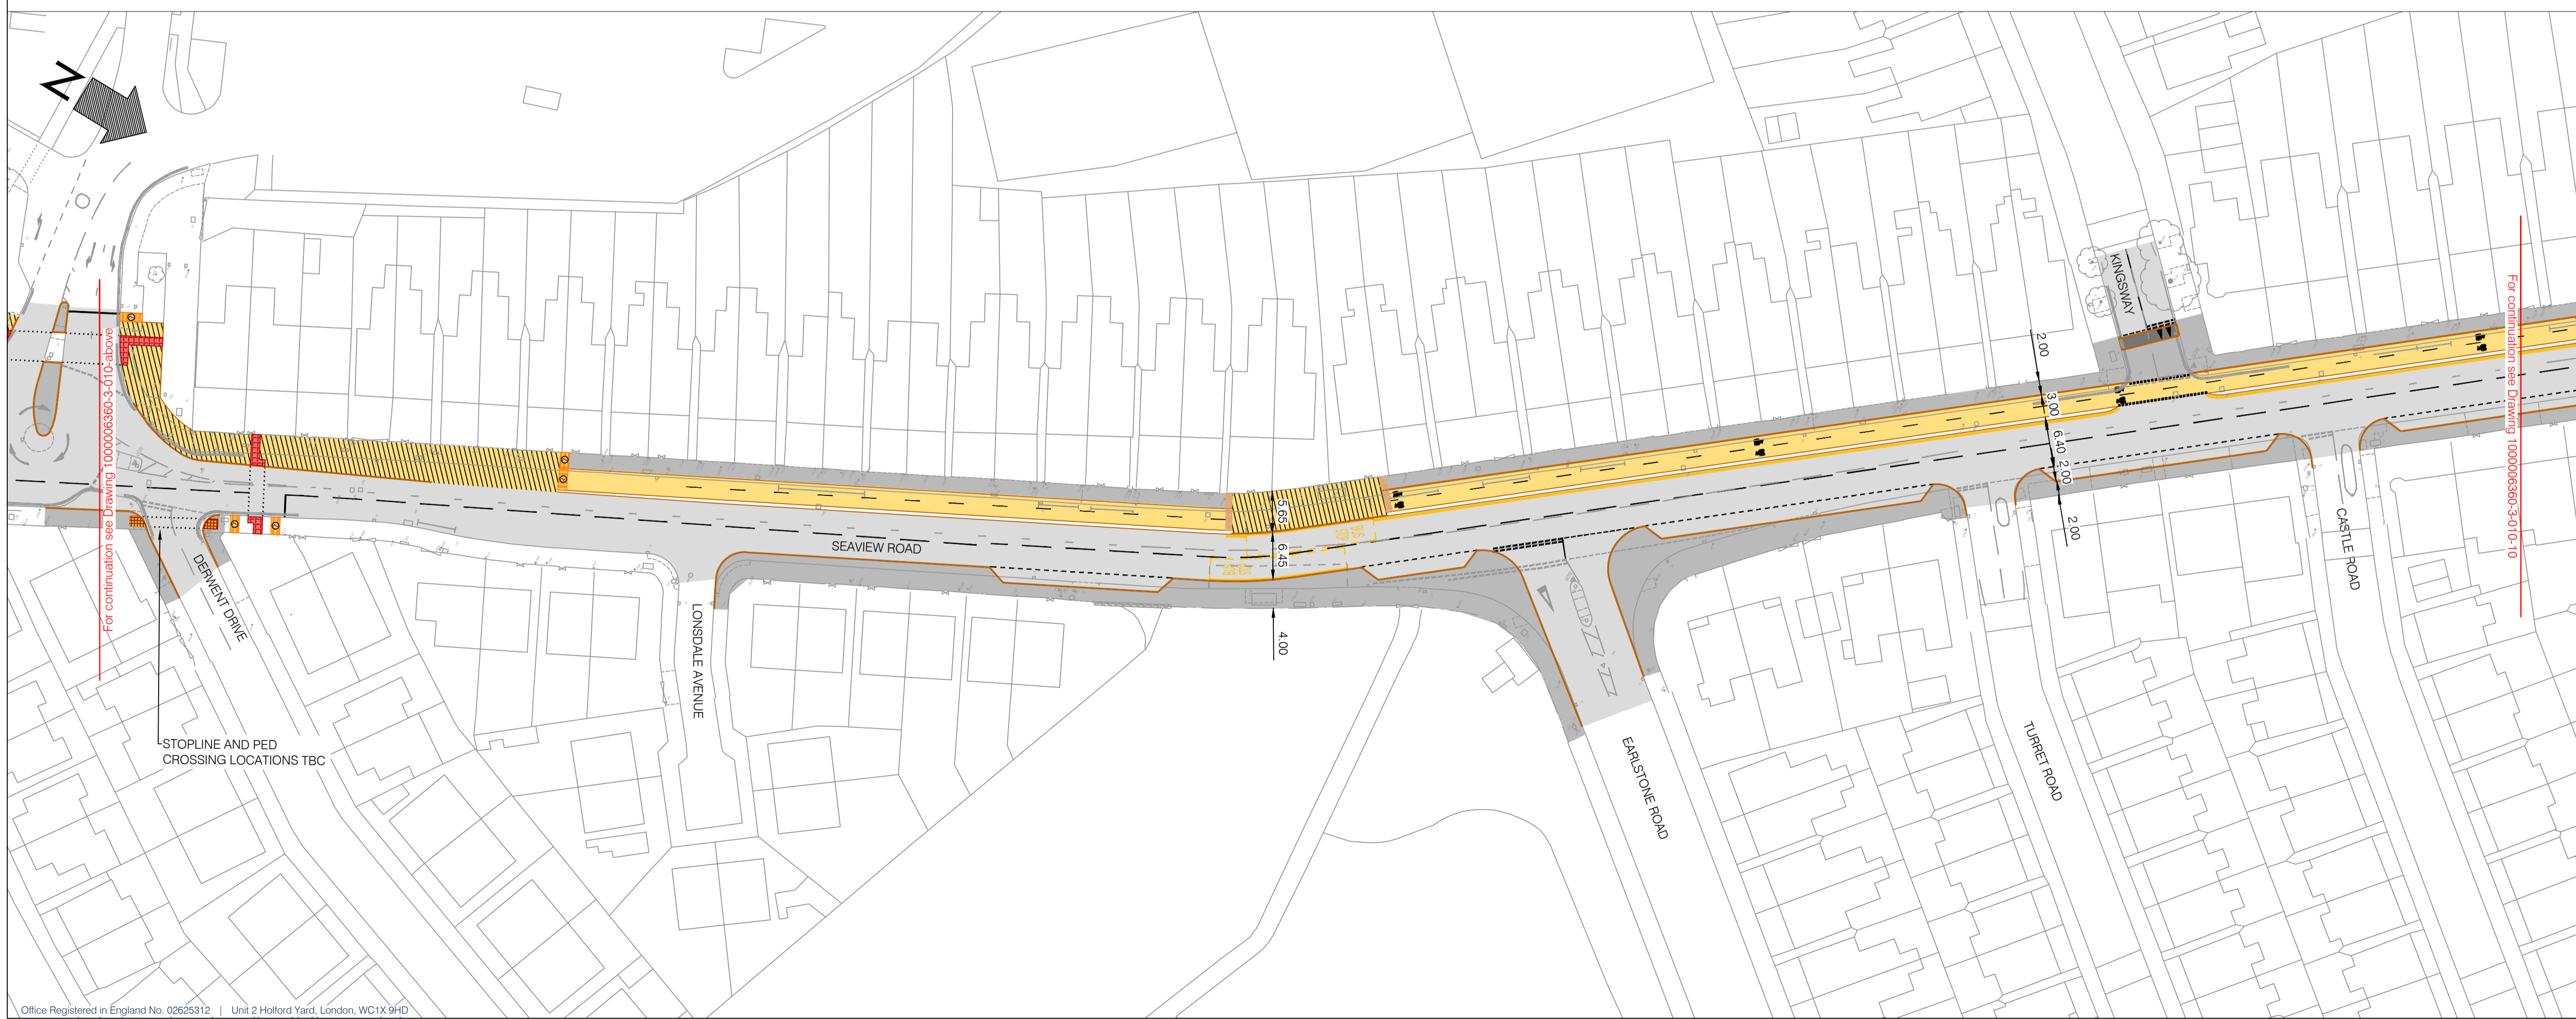 N
For continuation see Drawing 1000006360-3-010-above
STOPLINE AND PED
CROSSING LOCATIONS TBC
DERWENT DRIVE
LONSDALE AVENUE
SEAVIEW ROAD
5.65
6.45
4.00
EARLSTONE ROAD
2.00
3.00
6.40
2.00
2.00
TURRET ROAD
KINGSWAY
CASTLE ROAD
For continuation see Drawing 1000006360-3-010-10
Office Registered in England No. 02625312 | Unit 2 Holford Yard, London, WC1X 9HD